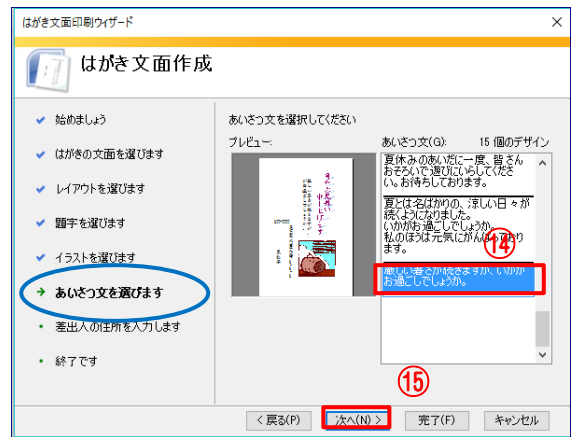 はがき文面印刷ウィザード
はがき文面作成
始めましょう
はがきの文面を選びます
レイアウトを選びます
題字を選びます
イラストを選びます
あいさつ文を選びます
差出人の住所を入力します
終了です
あいさつ文を選択してください
プレビュー:
あいさつ文(G): 15 個のデザイン
夏休みのあいだに一度、皆さん
おそろいで遊びにいらしてくださ
い。お待ちしております。
夏とは名ばかりの、涼しい日々が
続くようになりました。
いかがお過ごしでしょうか。
私のほうは元気にがんばっており
ます。
⑭
厳しい暑さが続きますが、いかが
お過ごしでしょうか。
⑮
< 戻る(P)
次へ(N) >
完了(F)
キャンセル